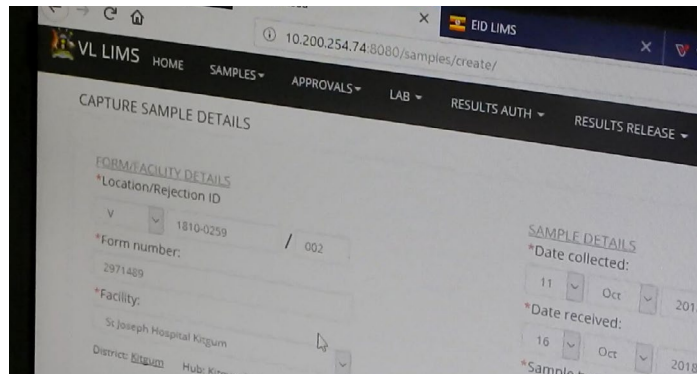 EID LIMS
10.200.254.74:8080/samples/create/
VL LIMS HOME SAMPLES APPROVALS LAB RESULTS AUTH RESULTS RELEASE
CAPTURE SAMPLE DETAILS
FORM/FACILITY DETAILS
*Location/Rejection ID
V 1810-0259 / 002
*Form number:
2971489
*Facility:
St Joseph Hospital Kitgum
District: Kitgum Hub:
SAMPLE DETAILS
*Date collected:
11 Oct 201
*Date received:
16 Oct 2018
*Sample